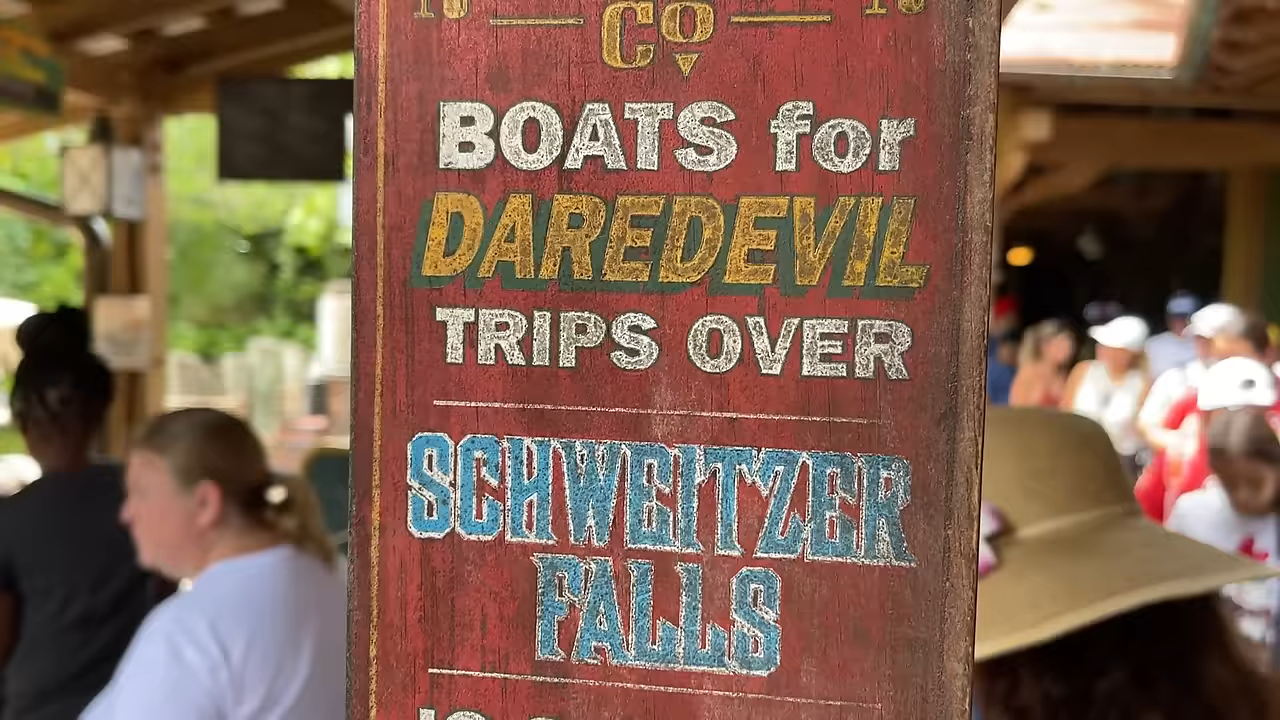 Co
BOATS for
DAREDEVIL
TRIPS OVER
SCHWEITZER
FALLS